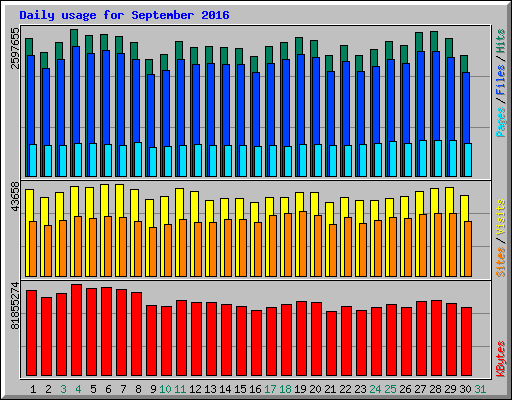 Daily usage for September 2016
2597655
Pages / Files / Hits
43658
Sites / Visits
81855274
KBytes
1 2 3 4 5 6 7 8 9 10 11 12 13 14 15 16 17 18 19 20 21 22 23 24 25 26 27 28 29 30 31